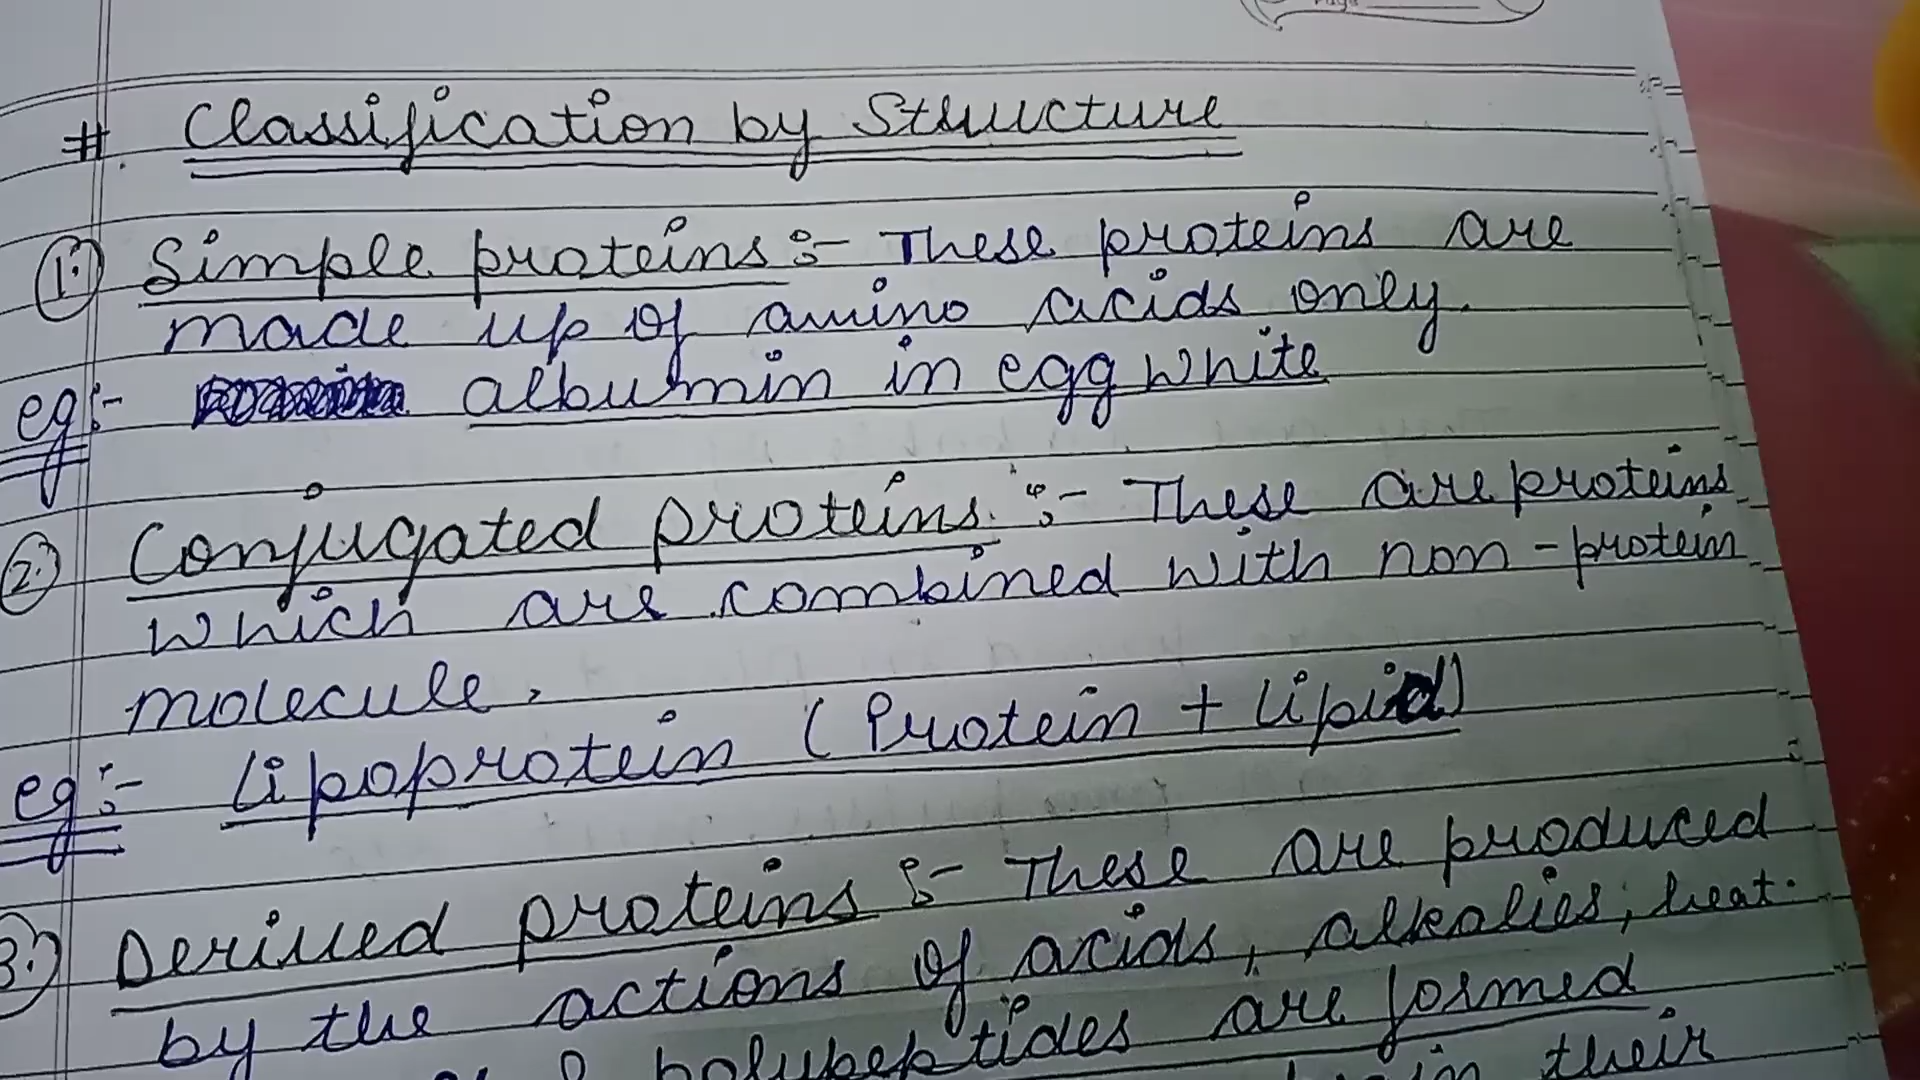 # Classification by Structure
1. Simple proteins :- These proteins are
made up of amino acids only.
eg :- albumin in egg white
2. Conjugated proteins :- These are proteins
which are combined with non-protein
molecule.
eg :- Lipoprotein (Protein + Lipid)
3. Derived proteins :- These are produced
by the actions of acids, alkalies, heat.
polypeptides are formed
in their